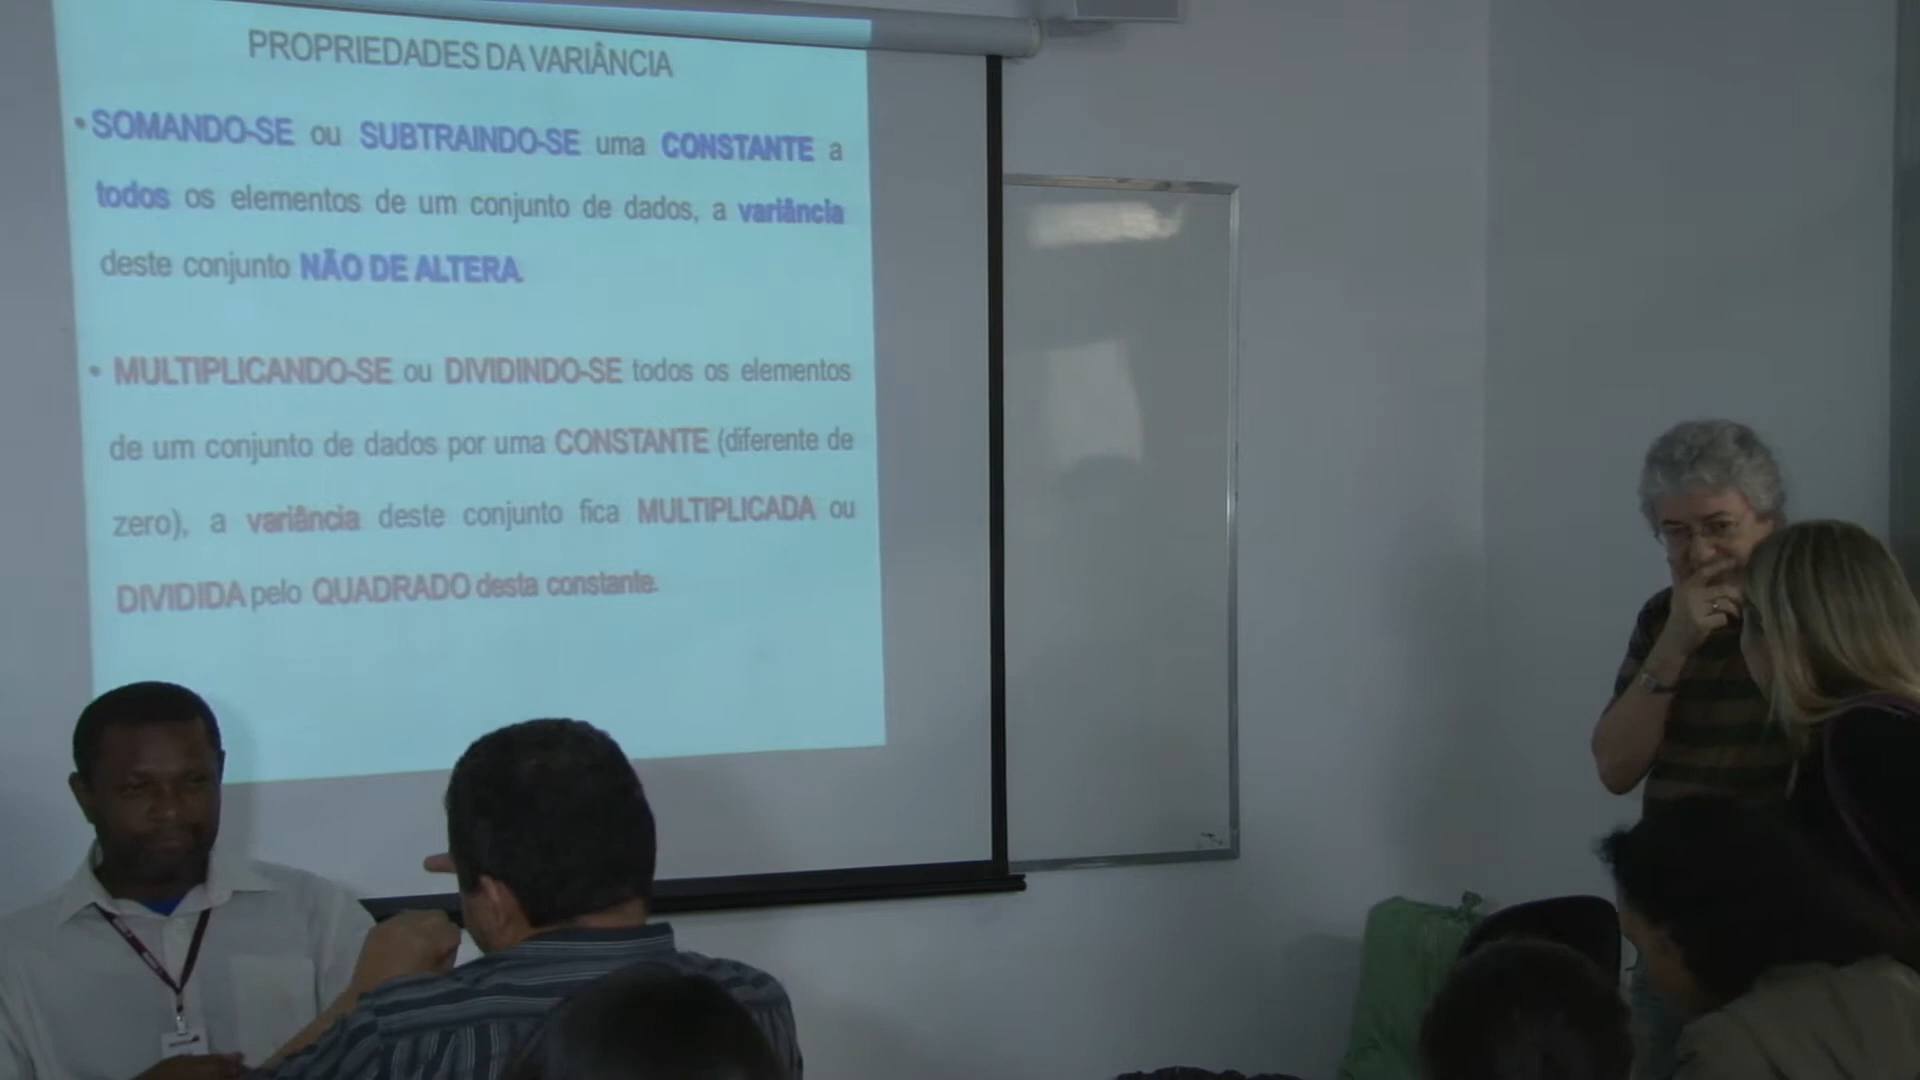 PROPRIEDADES DA VARIÂNCIA
• SOMANDO-SE ou SUBTRAINDO-SE uma CONSTANTE a
todos os elementos de um conjunto de dados, a variância
deste conjunto NÃO DE ALTERA.
• MULTIPLICANDO-SE ou DIVIDINDO-SE todos os elementos
de um conjunto de dados por uma CONSTANTE (diferente de
zero), a variância deste conjunto fica MULTIPLICADA ou
DIVIDIDA pelo QUADRADO desta constante.